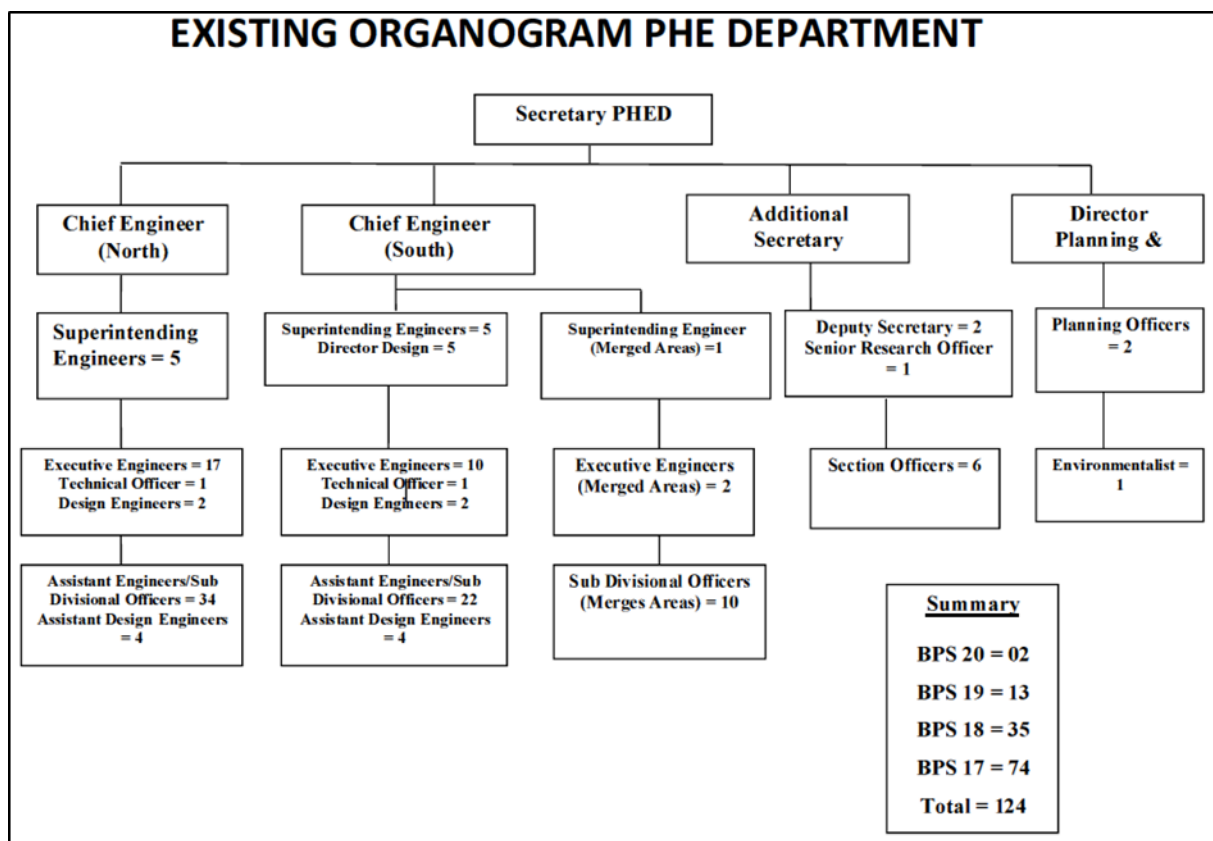 EXISTING ORGANOGRAM PHE DEPARTMENT
Secretary PHED
Chief Engineer
(North)
Chief Engineer
(South)
Additional
Secretary
Director
Planning &
Superintending
Engineers = 5
Superintending Engineers = 5
Director Design = 5
Superintending Engineer
(Merged Areas) =1
Deputy Secretary = 2
Senior Research Officer
= 1
Planning Officers
= 2
Executive Engineers = 17
Technical Officer = 1
Design Engineers = 2
Executive Engineers = 10
Technical Officer = 1
Design Engineers = 2
Executive Engineers
(Merged Areas) = 2
Section Officers = 6
Environmentalist =
1
Assistant Engineers/Sub
Divisional Officers = 34
Assistant Design Engineers
= 4
Assistant Engineers/Sub
Divisional Officers = 22
Assistant Design Engineers
= 4
Sub Divisional Officers
(Merges Areas) = 10
Summary
BPS 20 = 02
BPS 19 = 13
BPS 18 = 35
BPS 17 = 74
Total = 124